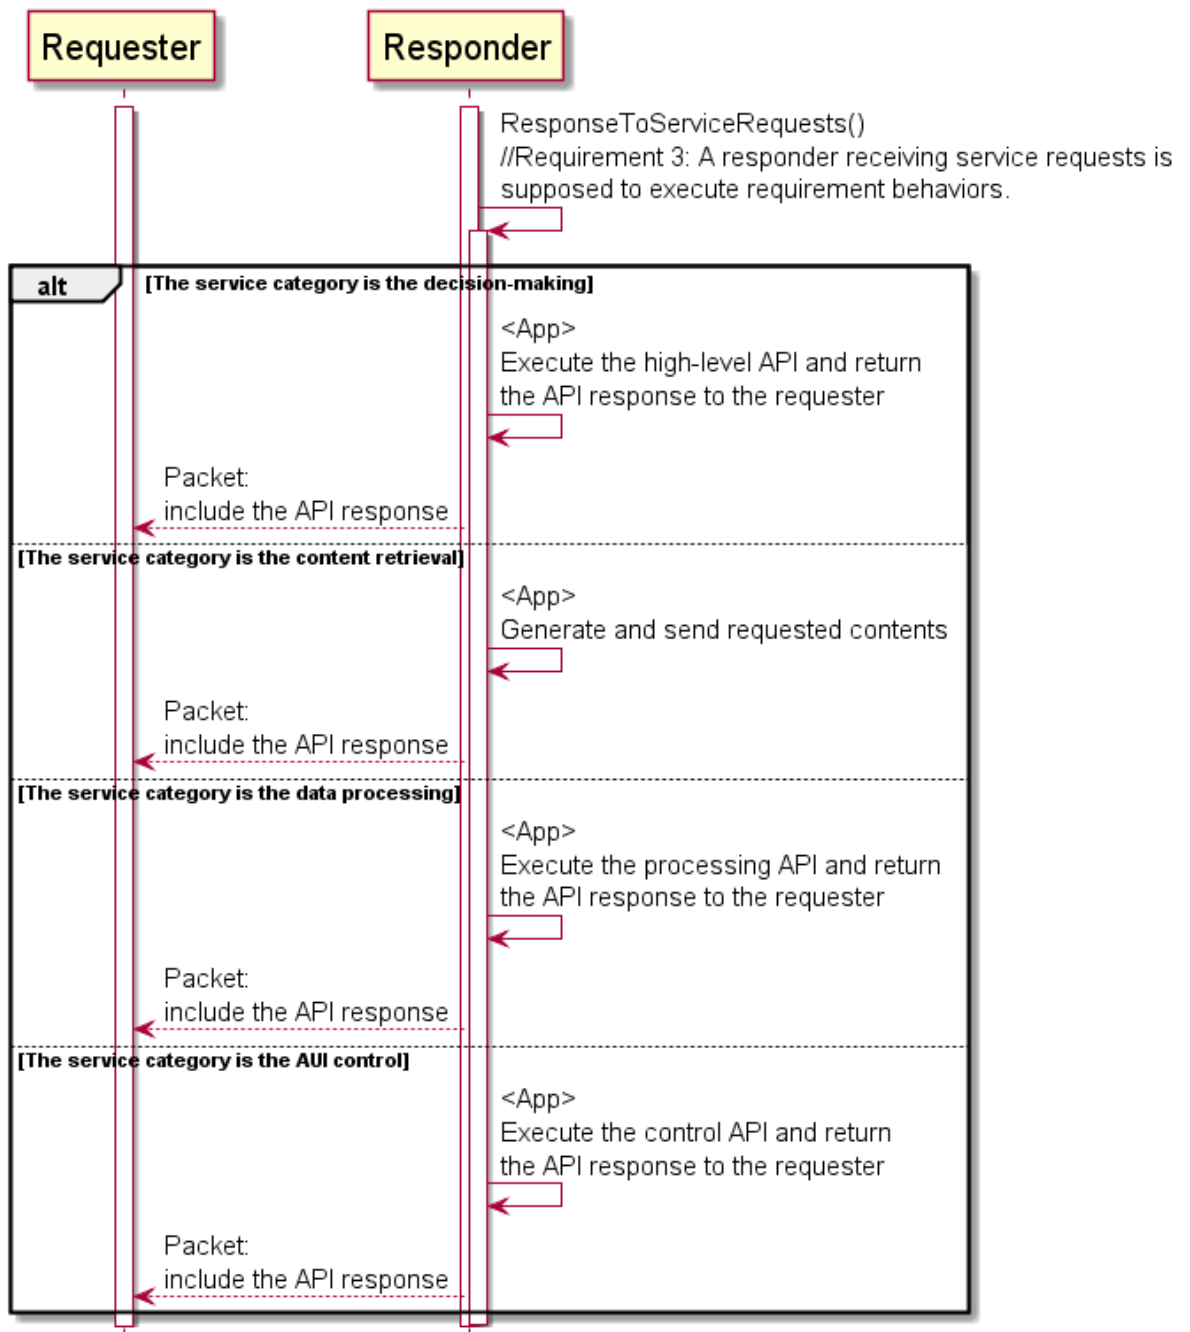 Requester
Responder
ResponseToServiceRequests()
//Requirement 3: A responder receiving service requests is
supposed to execute requirement behaviors.
alt
[The service category is the decision-making]
<App>
Execute the high-level API and return
the API response to the requester
Packet:
include the API response
[The service category is the content retrieval]
<App>
Generate and send requested contents
Packet:
include the API response
[The service category is the data processing]
<App>
Execute the processing API and return
the API response to the requester
Packet:
include the API response
[The service category is the AUI control]
<App>
Execute the control API and return
the API response to the requester
Packet:
include the API response